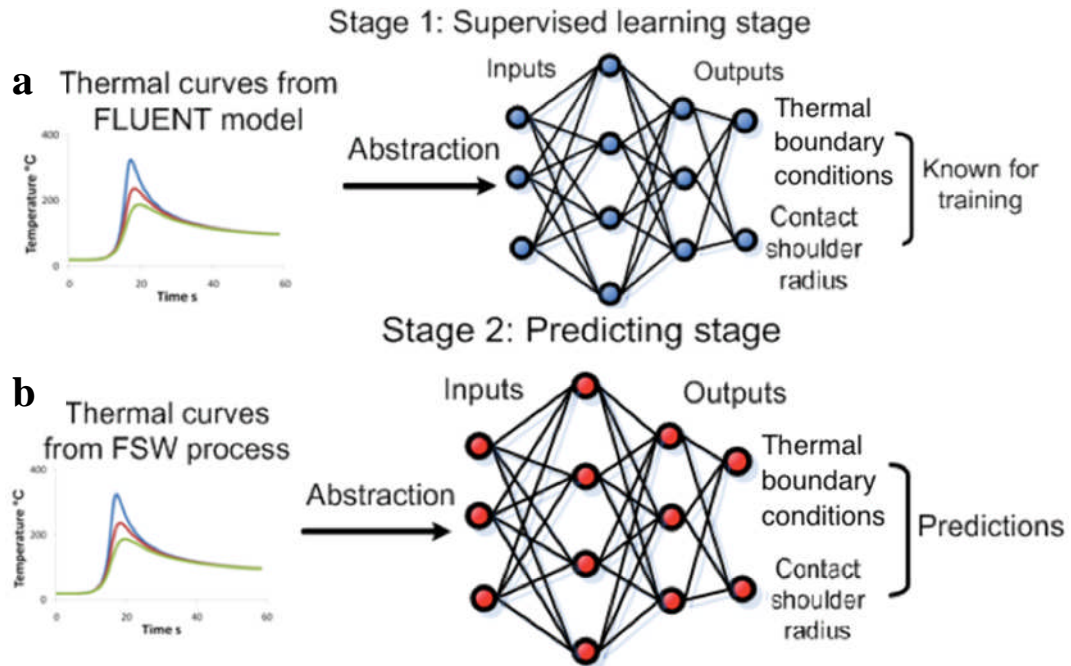 Stage 1: Supervised learning stage
a
Thermal curves from
FLUENT model
Inputs
Outputs
Abstraction
Thermal
boundary
conditions
Contact
shoulder
radius
Known for
training
Temperature °C
400
200
0
0 20 40 60
Time s
Stage 2: Predicting stage
b
Thermal curves
from FSW process
Inputs
Outputs
Abstraction
Thermal
boundary
conditions
Contact
shoulder
radius
Predictions
Temperature °C
400
200
0
0 20 40 60
Time s